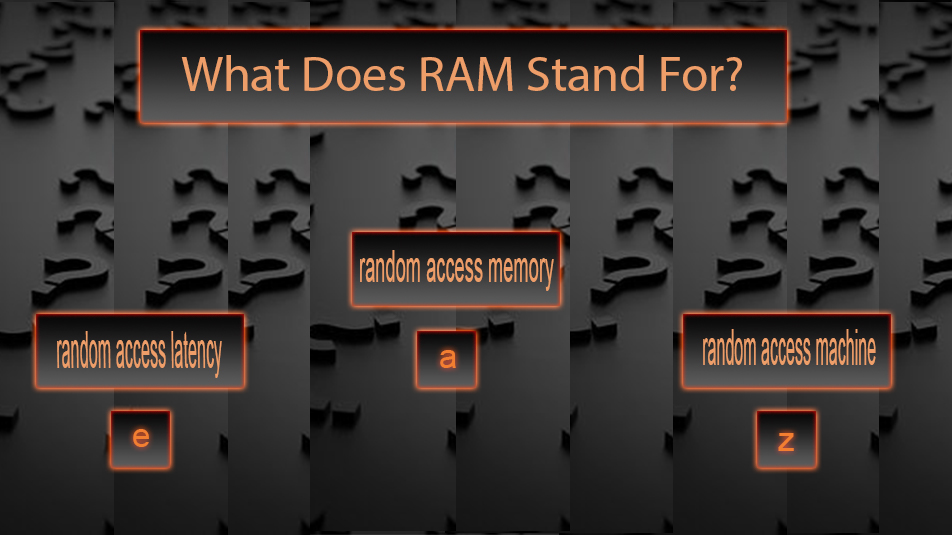 What Does RAM Stand For?
random access memory
a
random access latency
e
random access machine
z